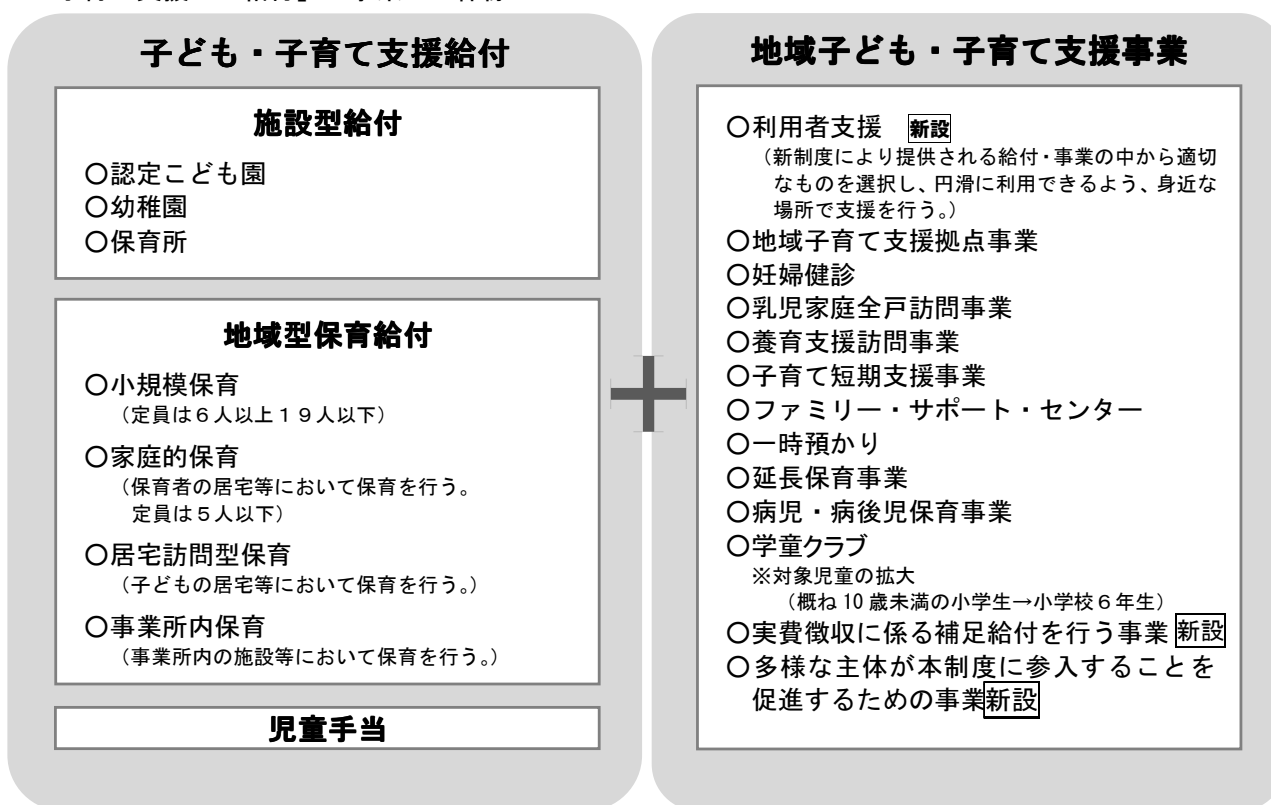 子ども・子育て支援給付
施設型給付
○認定こども園
○幼稚園
○保育所
地域型保育給付
○小規模保育
（定員は６人以上１９人以下）
○家庭的保育
（保育者の居宅等において保育を行う。
定員は５人以下）
○居宅訪問型保育
（子どもの居宅等において保育を行う。）
○事業所内保育
（事業所内の施設等において保育を行う。）
児童手当
地域子ども・子育て支援事業
○利用者支援　新設
（新制度により提供される給付・事業の中から適切
なものを選択し、円滑に利用できるよう、身近な
場所で支援を行う。）
○地域子育て支援拠点事業
○妊婦健診
○乳児家庭全戸訪問事業
○養育支援訪問事業
○子育て短期支援事業
○ファミリー・サポート・センター
○一時預かり
○延長保育事業
○病児・病後児保育事業
○学童クラブ
※対象児童の拡大
（概ね 10 歳未満の小学生→小学校６年生）
○実費徴収に係る補足給付を行う事業 新設
○多様な主体が本制度に参入することを
促進するための事業新設